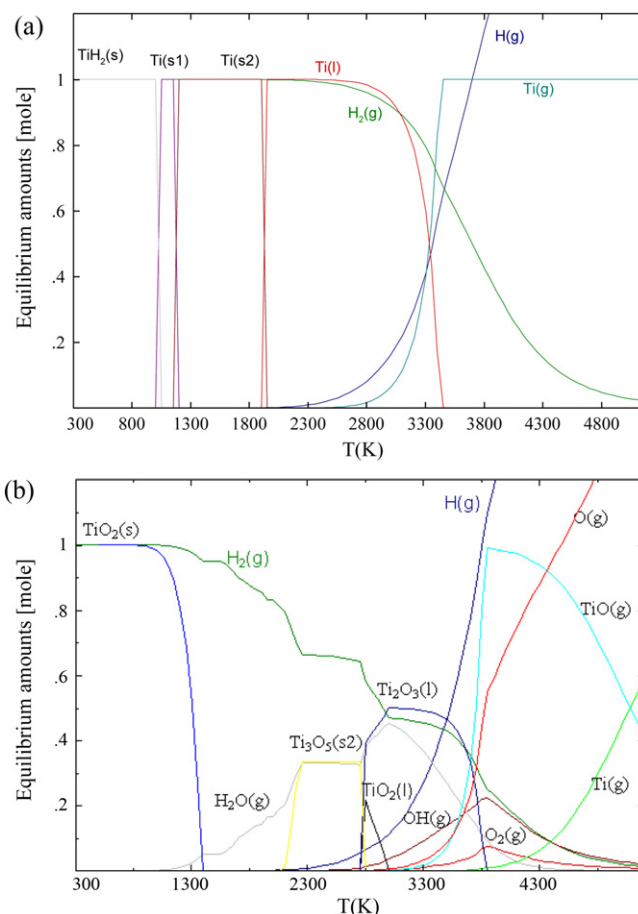 (a)
H(g)
TiH2(s) Ti(s1) Ti(s2) Ti(l)
1
Ti(g)
H2(g)
.8
.6
.4
.2
Equilibrium amounts [mole]
300 800 1300 1800 2300 2800 3300 3800 4300 4800
T(K)
(b)
H(g)
O(g)
TiO2(s)
1
H2(g)
TiO(g)
.8
.6
Ti2O3(l)
.4
Ti3O5(s2)
TiO2(l)
H2O(g)
OH(g)
Ti(g)
.2
O2(g)
Equilibrium amounts [mole]
300 1300 2300 3300 4300
T(K)